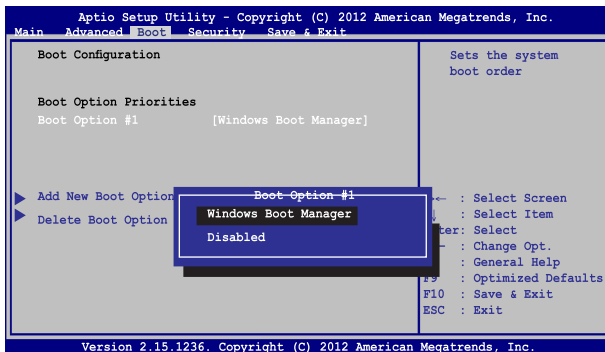 Aptio Setup Utility - Copyright (C) 2012 American Megatrends, Inc.
Main Advanced Boot Security Save & Exit
Boot Configuration
Boot Option Priorities
Boot Option #1 [Windows Boot Manager]
Add New Boot Option
Delete Boot Option
Boot Option #1
Windows Boot Manager
Disabled
Sets the system
boot order
: Select Screen
: Select Item
ter: Select
: Change Opt.
: General Help
F9 : Optimized Defaults
F10 : Save & Exit
ESC : Exit
Version 2.15.1236. Copyright (C) 2012 American Megatrends, Inc.